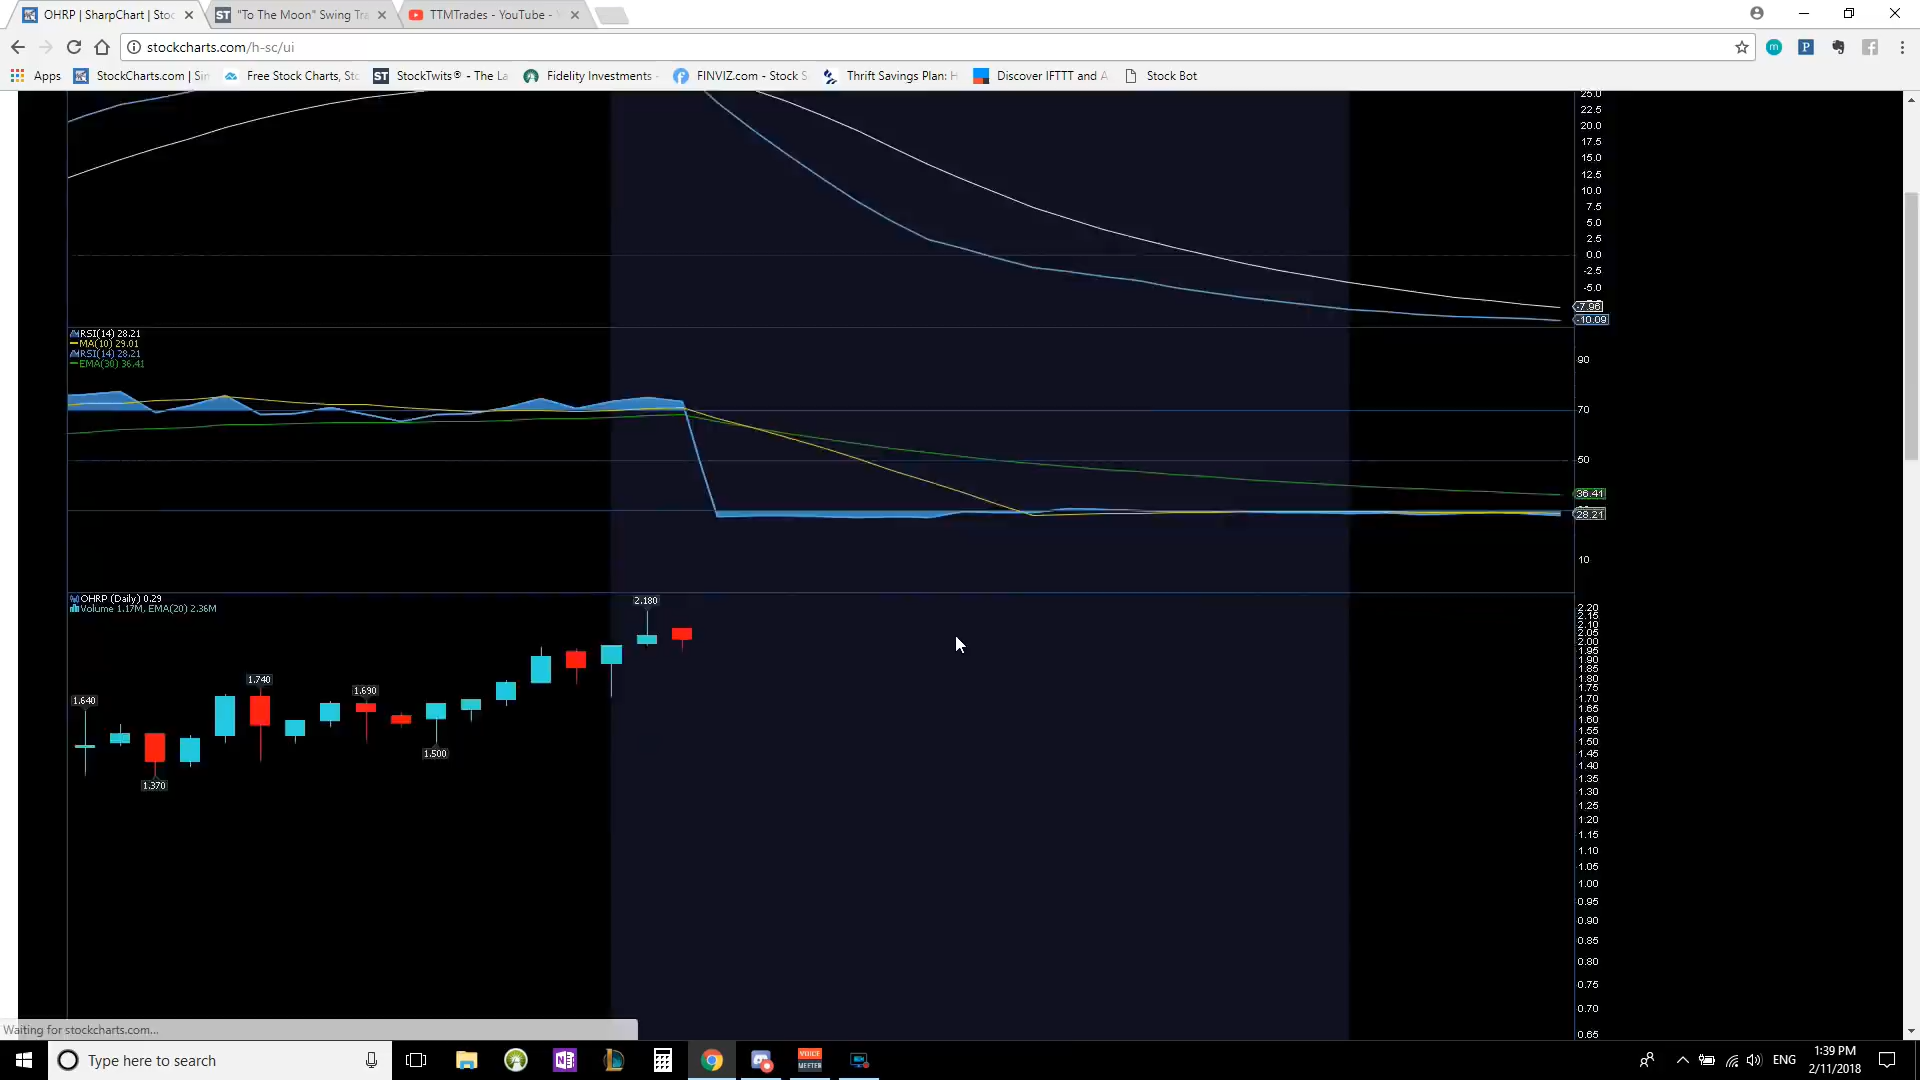 OHRP | SharpChart | Stoc
"To The Moon" Swing Tra
TTMTrades - YouTube -
stockcharts.com/h-sc/ui
Apps
StockCharts.com | Sim
Free Stock Charts, Sto
StockTwits® - The La
Fidelity Investments -
FINVIZ.com - Stock S
Thrift Savings Plan: H
Discover IFTTT and A
Stock Bot
25.0
22.5
20.0
17.5
15.0
12.5
10.0
7.5
5.0
2.5
0.0
-2.5
-5.0
-7.96
-10.09
RSI(14) 28.21
MA(10) 29.01
RSI(14) 28.21
EMA(30) 36.41
90
70
50
36.41
28.21
10
OHRP (Daily) 0.29
Volume 1.17M, EMA(20) 2.36M
1.640
1.370
1.740
1.690
1.500
2.180
2.20
2.15
2.10
2.05
2.00
1.95
1.90
1.85
1.80
1.75
1.70
1.65
1.60
1.55
1.50
1.45
1.40
1.35
1.30
1.25
1.20
1.15
1.10
1.05
1.00
0.95
0.90
0.85
0.80
0.75
0.70
0.65
Waiting for stockcharts.com...
Type here to search
VOICE
MEETER
ENG
1:39 PM
2/11/2018